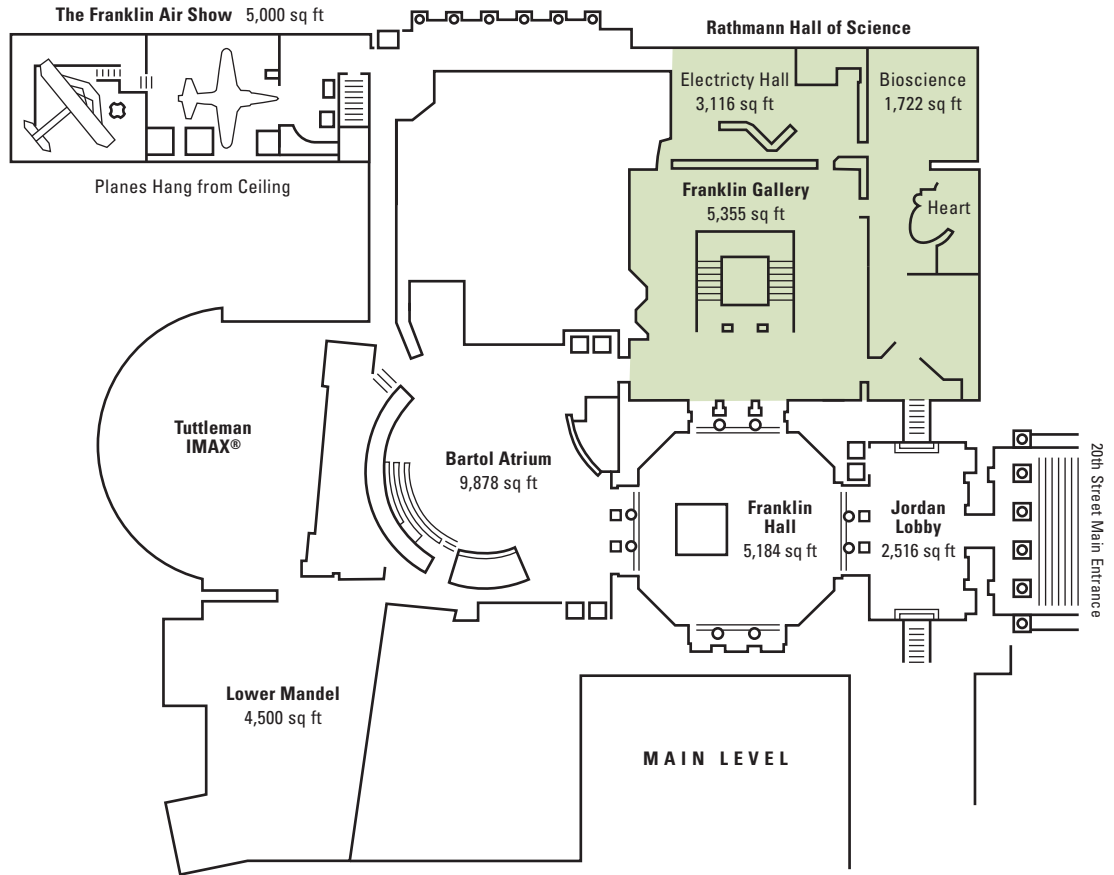 The Franklin Air Show 5,000 sq ft
Rathmann Hall of Science
Electricty Hall
3,116 sq ft
Bioscience
1,722 sq ft
Planes Hang from Ceiling
Franklin Gallery
5,355 sq ft
Heart
Tuttleman
IMAX®
Bartol Atrium
9,878 sq ft
Franklin
Hall
5,184 sq ft
Jordan
Lobby
2,516 sq ft
20th Street Main Entrance
Lower Mandel
4,500 sq ft
MAIN LEVEL